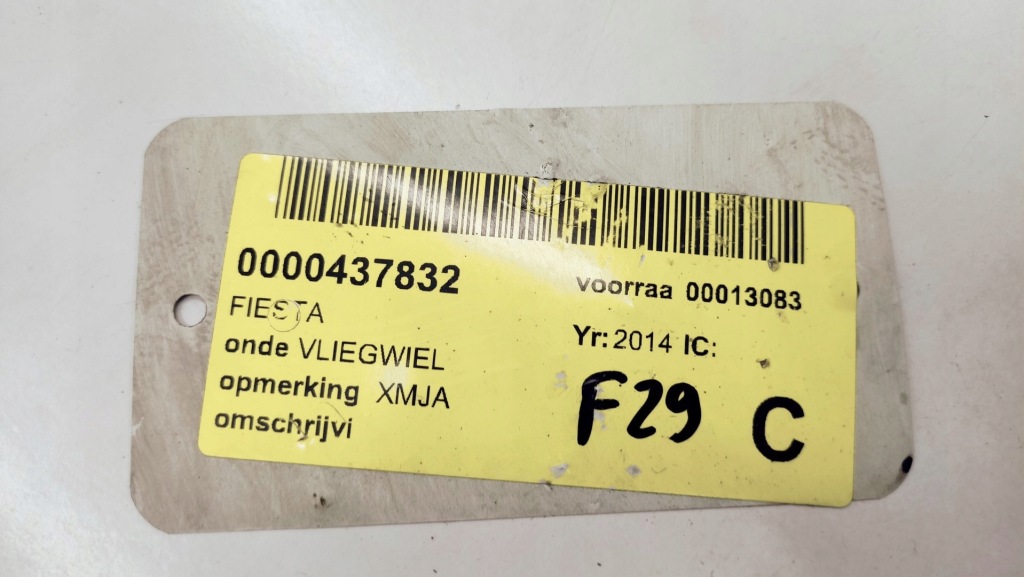 0000437832
voorraa 00013083
FIESTA
Yr: 2014 IC:
onde VLIEGWIEL
opmerking XMJA
F29 C
omschrijvi